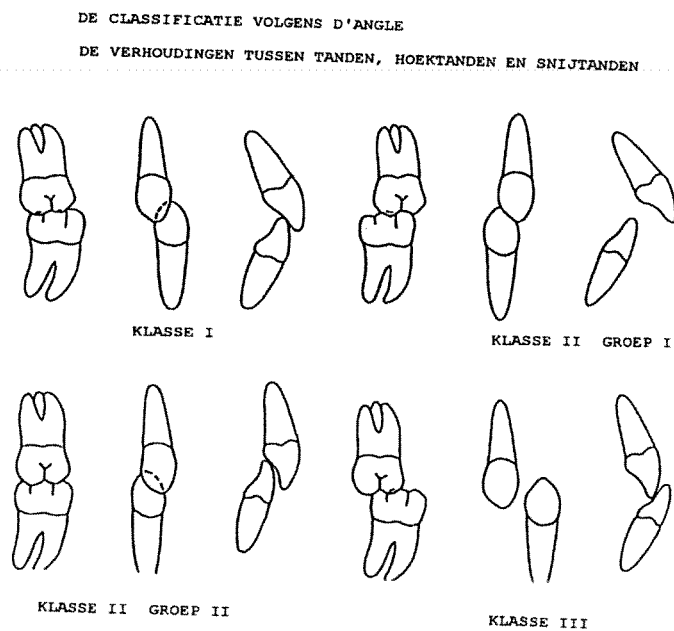 DE CLASSIFICATIE VOLGENS D'ANGLE
DE VERHOUDINGEN TUSSEN TANDEN, HOEKTANDEN EN SNIJTANDEN
KLASSE I
KLASSE II GROEP I
KLASSE II GROEP II
KLASSE III